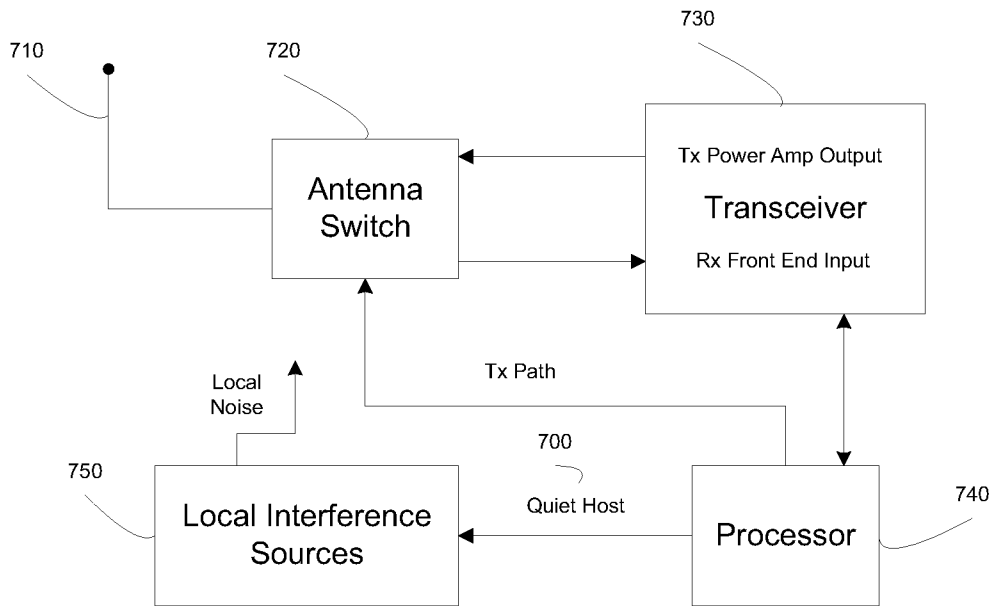 710
720
730
Antenna
Switch
Tx Power Amp Output
Transceiver
Rx Front End Input
Tx Path
Local
Noise
700
750
Quiet Host
740
Local Interference
Sources
Processor